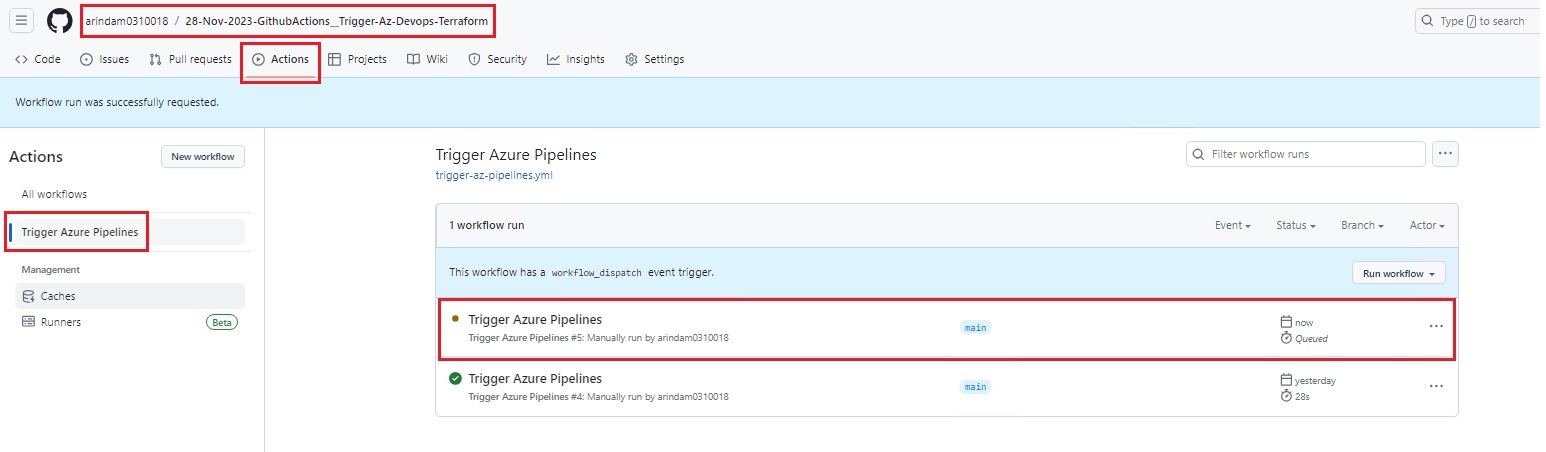 arindam0310018 / 28-Nov-2023-GithubActions__Trigger-Az-Devops-Terraform
Type / to search
Code Issues Pull requests Actions Projects Wiki Security Insights Settings
Workflow run was successfully requested.
Actions
New workflow
All workflows
Trigger Azure Pipelines
Management
Caches
Runners Beta
Trigger Azure Pipelines
trigger-az-pipelines.yml
Filter workflow runs
1 workflow run
Event Status Branch Actor
This workflow has a workflow_dispatch event trigger.
Run workflow
Trigger Azure Pipelines
Trigger Azure Pipelines #5: Manually run by arindam0310018
main
now
Queued
Trigger Azure Pipelines
Trigger Azure Pipelines #4: Manually run by arindam0310018
main
yesterday
28s